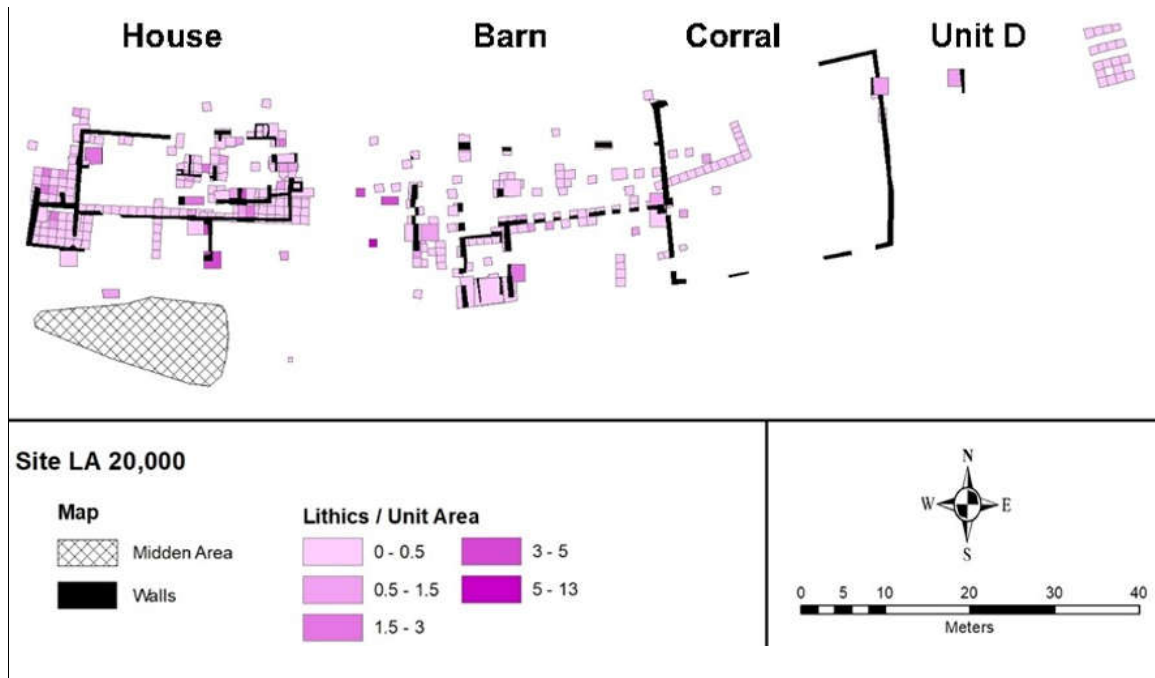 House Barn Corral Unit D
Site LA 20,000
Map
Midden Area
Walls
Lithics / Unit Area
0 - 0.5
0.5 - 1.5
1.5 - 3
3 - 5
5 - 13
N
W E
S
0 10 20 30 40
Meters